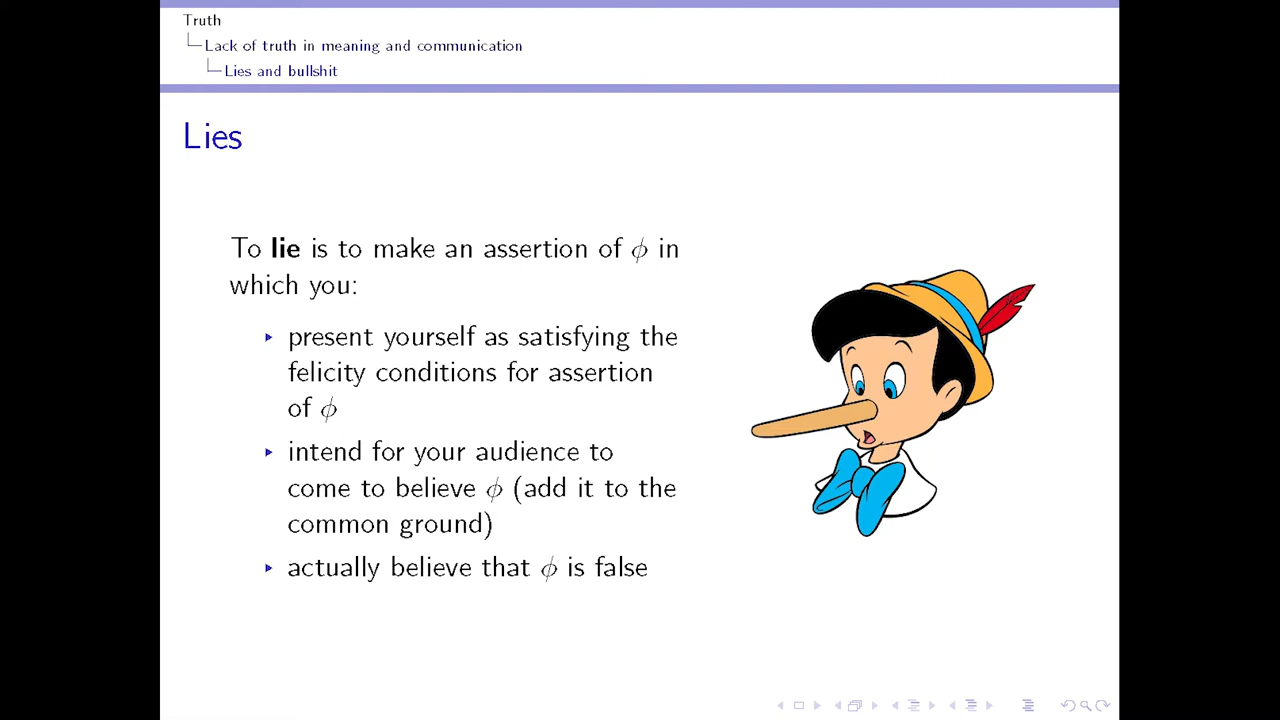 Truth
Lack of truth in meaning and communication
Lies and bullshit
Lies
To lie is to make an assertion of ϕ in
which you:
present yourself as satisfying the
felicity conditions for assertion
of ϕ
intend for your audience to
come to believe ϕ (add it to the
common ground)
actually believe that ϕ is false